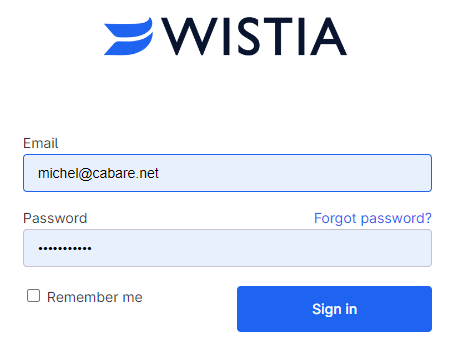 WISTIA
Email
michel@cabare.net
Password Forgot password?
•••••••••••
Remember me
Sign in